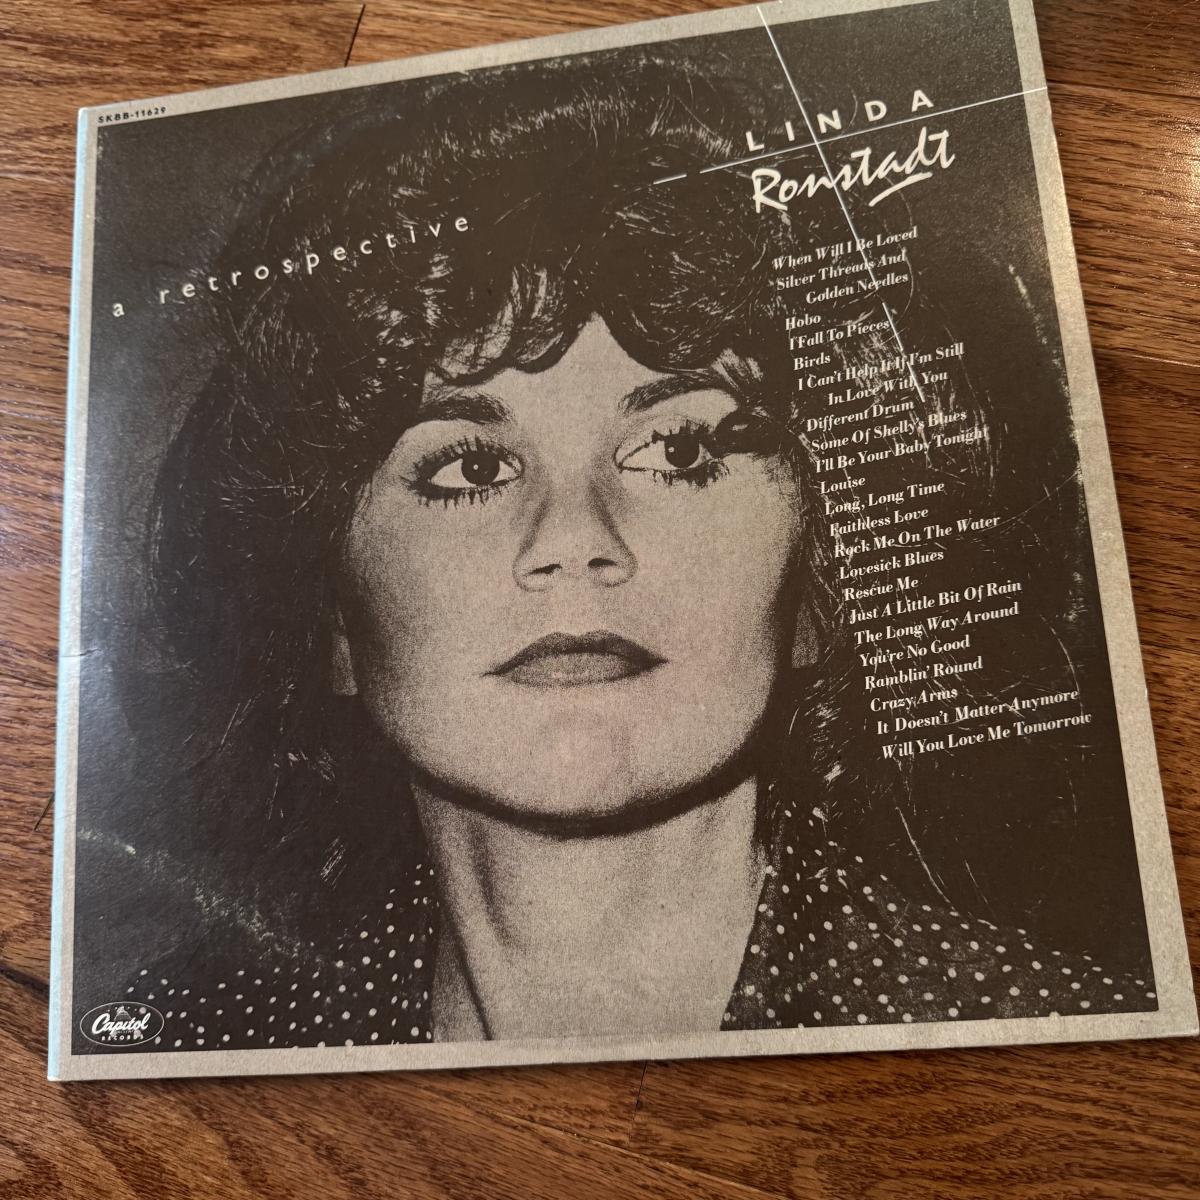 SKBB-11629
LINDA
Ronstadt
a retrospective
When Will I Be Loved
Silver Threads And
Golden Needles
Hobo
I Fall To Pieces
Birds
I Can't Help It If I'm Still
In Love With You
Different Drum
Some Of Shelly's Blues
I'll Be Your Baby Tonight
Louise
Long, Long Time
Faithless Love
Rock Me On The Water
Lovesick Blues
Rescue Me
Just A Little Bit Of Rain
The Long Way Around
You're No Good
Ramblin' Round
Crazy Arms
It Doesn't Matter Anymore
Will You Love Me Tomorrow
Capitol
RECORDS